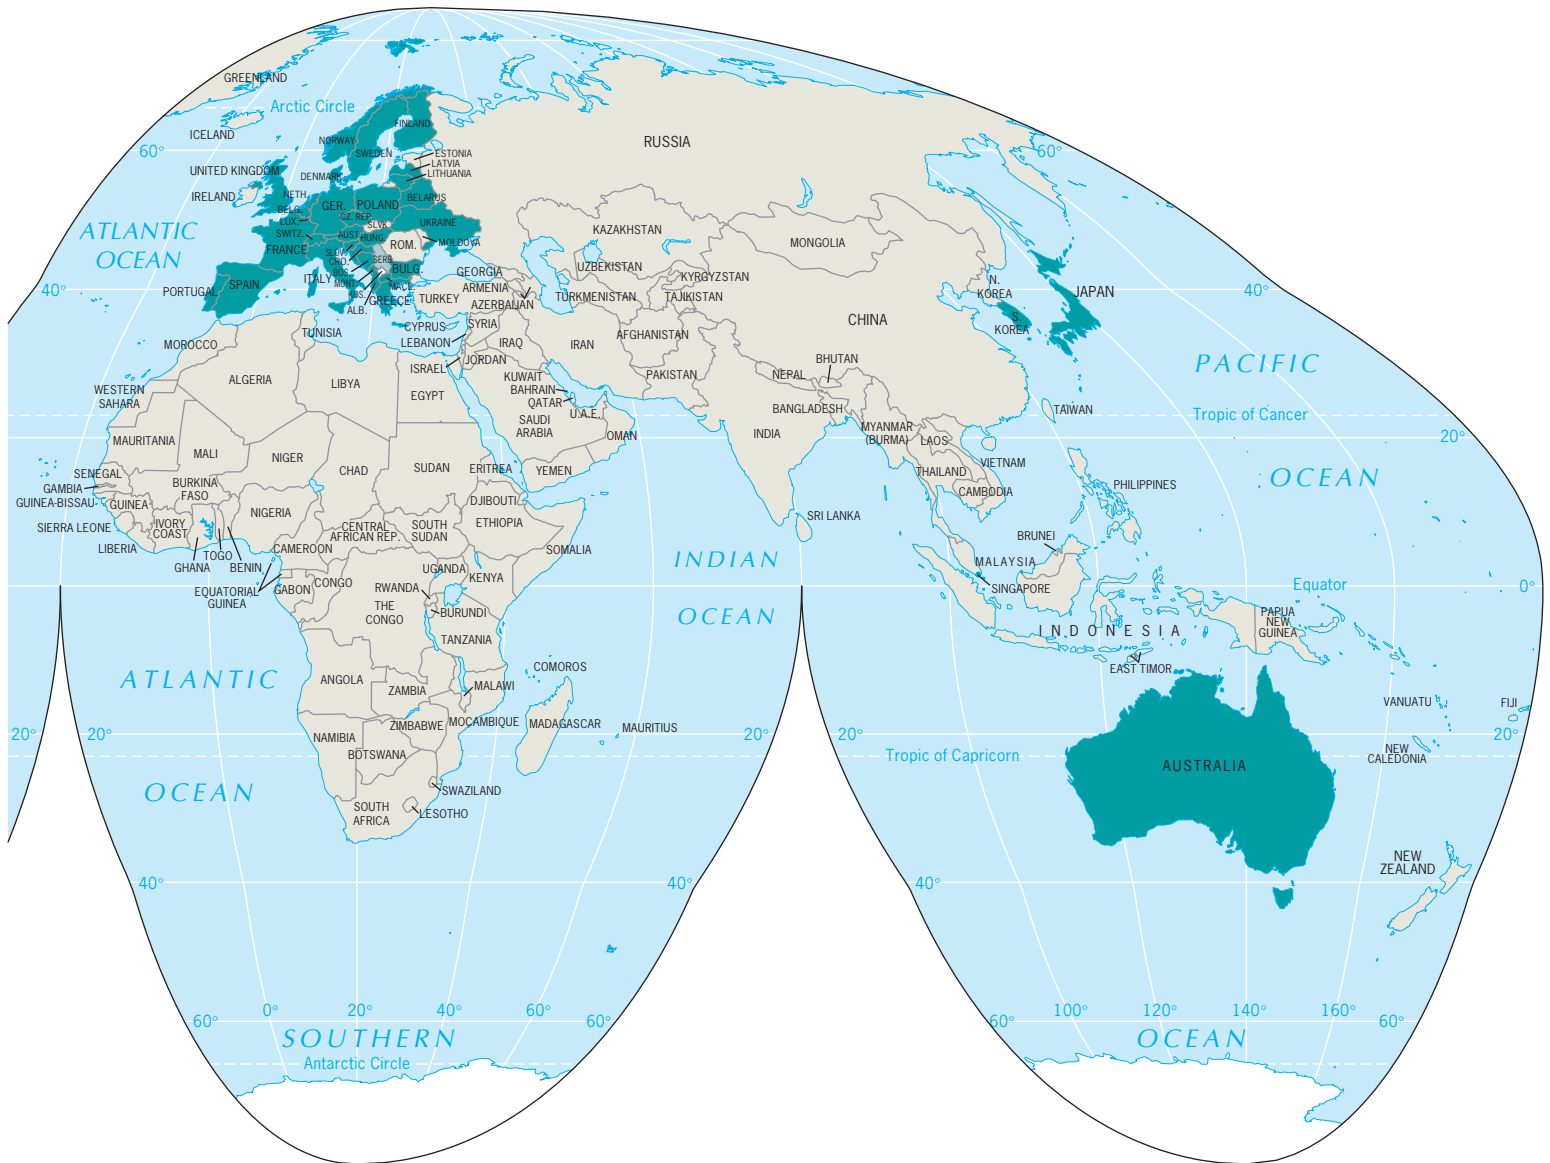 GREENLAND
Arctic Circle
ICELAND
NORWAY
FINLAND
SWEDEN
RUSSIA
60°
60°
ESTONIA
LATVIA
LITHUANIA
UNITED KINGDOM
DENMARK
IRELAND
NETH.
BELG.
LUX.
GER.
POLAND
BELARUS
CZ. REP.
SLVK.
UKRAINE
SWITZ.
AUST.
HUNG.
FRANCE
ROM.
MOLDOVA
SLOV.
CRO.
BOS.
SERB.
MONT.
KOS.
BULG.
MACE.
ITALY
ALB.
GREECE
SPAIN
PORTUGAL
ATLANTIC
OCEAN
40°
40°
KAZAKHSTAN
MONGOLIA
UZBEKISTAN
KYRGYZSTAN
GEORGIA
ARMENIA
AZERBAIJAN
TURKEY
TURKMENISTAN
TAJIKISTAN
N.
KOREA
S.
KOREA
JAPAN
CHINA
CYPRUS
LEBANON
SYRIA
ISRAEL
JORDAN
IRAQ
IRAN
AFGHANISTAN
PAKISTAN
KUWAIT
BAHRAIN
QATAR
U.A.E.
SAUDI
ARABIA
OMAN
YEMEN
NEPAL
BHUTAN
BANGLADESH
INDIA
MYANMAR
(BURMA)
LAOS
THAILAND
VIETNAM
CAMBODIA
TAIWAN
PHILIPPINES
SRI LANKA
BRUNEI
MALAYSIA
SINGAPORE
INDONESIA
EAST TIMOR
PAPUA
NEW
GUINEA
PACIFIC
OCEAN
Tropic of Cancer
20°
Equator
0°
MOROCCO
TUNISIA
ALGERIA
LIBYA
EGYPT
WESTERN
SAHARA
MAURITANIA
MALI
NIGER
CHAD
SUDAN
ERITREA
DJIBOUTI
SENEGAL
GAMBIA
GUINEA-BISSAU
GUINEA
SIERRA LEONE
LIBERIA
IVORY
COAST
BURKINA
FASO
GHANA
TOGO
BENIN
NIGERIA
CAMEROON
CENTRAL
AFRICAN REP.
SOUTH
SUDAN
ETHIOPIA
SOMALIA
EQUATORIAL
GUINEA
GABON
CONGO
THE
CONGO
UGANDA
KENYA
RWANDA
BURUNDI
TANZANIA
INDIAN
OCEAN
ATLANTIC
OCEAN
COMOROS
ANGOLA
ZAMBIA
MALAWI
MOCAMBIQUE
ZIMBABWE
MADAGASCAR
MAURITIUS
NAMIBIA
BOTSWANA
SWAZILAND
LESOTHO
SOUTH
AFRICA
20°
20°
20°
20°
20°
Tropic of Capricorn
AUSTRALIA
VANUATU
FIJI
NEW
CALEDONIA
NEW
ZEALAND
40°
40°
40°
60°
0°
20°
40°
60°
60°
60°
100°
120°
140°
160°
60°
SOUTHERN
OCEAN
Antarctic Circle